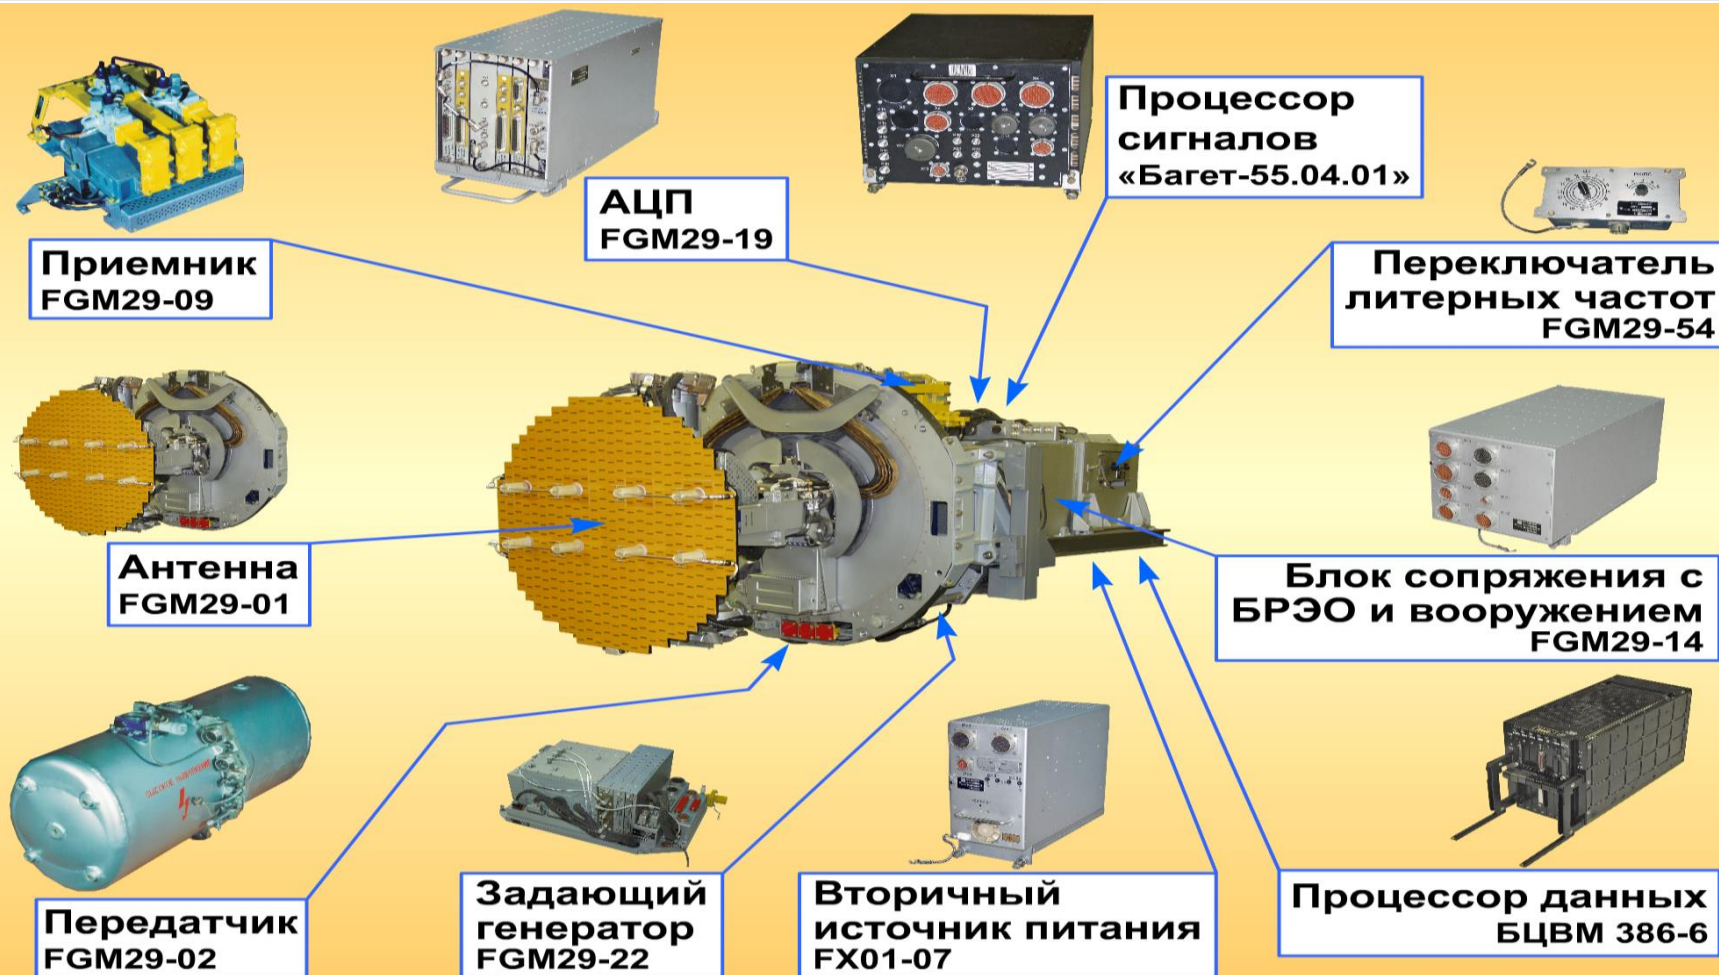 Процессор
сигналов
«Багет-55.04.01»
АЦП
FGM29-19
Приемник
FGM29-09
Переключатель
литерных частот
FGM29-54
Антенна
FGM29-01
Блок сопряжения с
БРЭО и вооружением
FGM29-14
Передатчик
FGM29-02
Задающий
генератор
FGM29-22
Вторичный
источник питания
FX01-07
Процессор данных
БЦВМ 386-6